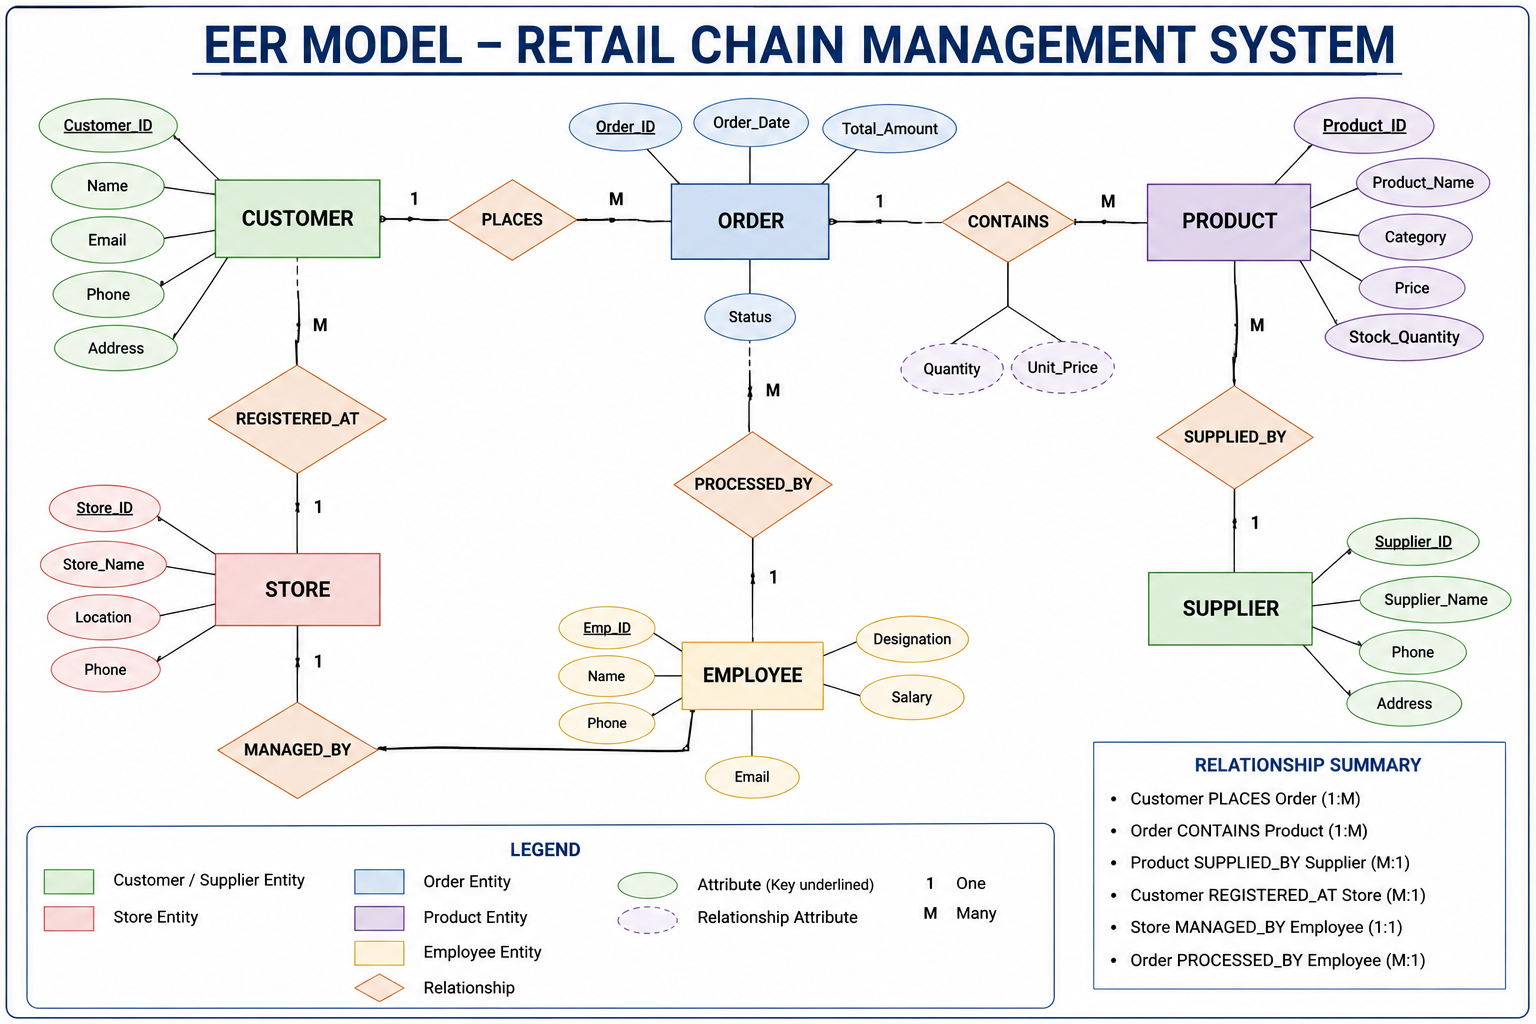 EER MODEL – RETAIL CHAIN MANAGEMENT SYSTEM
Customer_ID
Name
Email
Phone
Address
CUSTOMER
1
PLACES
M
Order_ID
Order_Date
Total_Amount
ORDER
Status
1
CONTAINS
M
Quantity
Unit_Price
Product_ID
Product_Name
Category
Price
Stock_Quantity
PRODUCT
M
REGISTERED_AT
1
M
PROCESSED_BY
1
M
SUPPLIED_BY
1
Store_ID
Store_Name
Location
Phone
STORE
1
MANAGED_BY
Emp_ID
Name
Phone
EMPLOYEE
Designation
Salary
Email
SUPPLIER
Supplier_ID
Supplier_Name
Phone
Address
LEGEND
Customer / Supplier Entity
Store Entity
Order Entity
Product Entity
Employee Entity
Relationship
Attribute (Key underlined)
Relationship Attribute
1 One
M Many
RELATIONSHIP SUMMARY
• Customer PLACES Order (1:M)
• Order CONTAINS Product (1:M)
• Product SUPPLIED_BY Supplier (M:1)
• Customer REGISTERED_AT Store (M:1)
• Store MANAGED_BY Employee (1:1)
• Order PROCESSED_BY Employee (M:1)